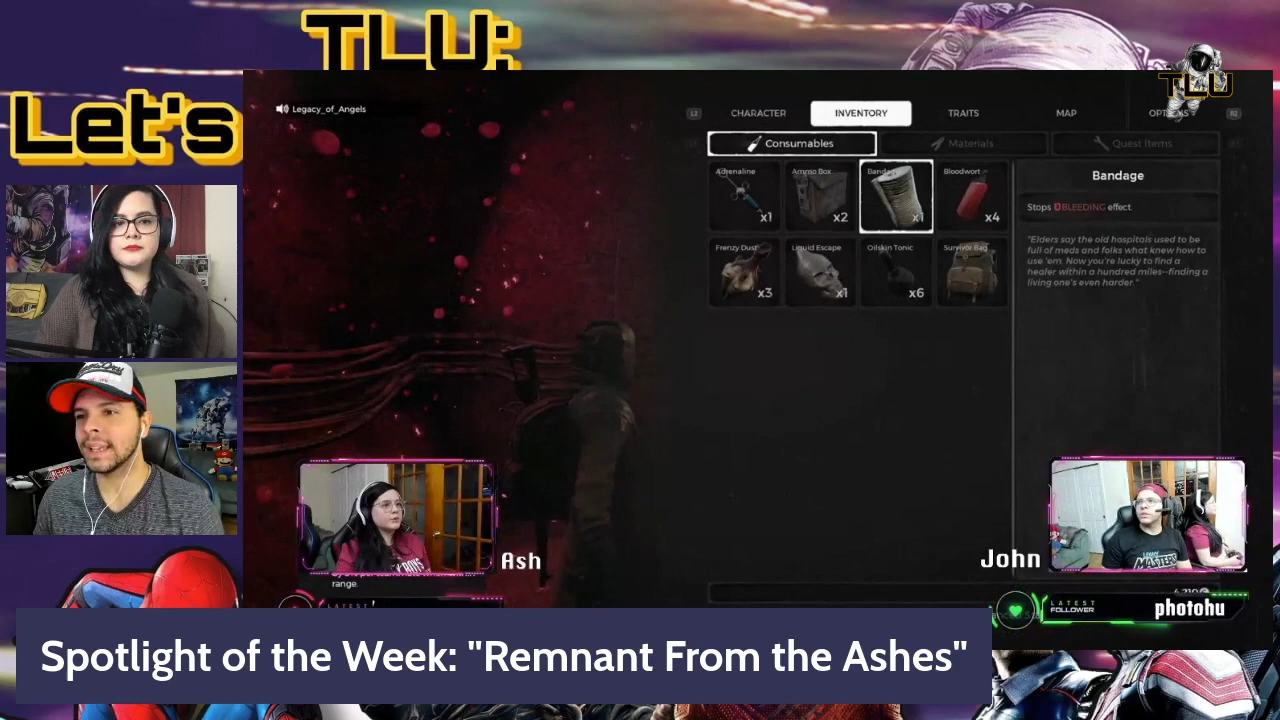 TLU:
Let's
TLU
Legacy_of_Angels
L2
CHARACTER
INVENTORY
TRAITS
MAP
R2
Consumables
Materials
Quest Items
Adrenaline
x1
Ammo Box
x2
x1
Bloodwort
x4
Frenzy Dust
x3
Liquid Escape
x1
Oilskin Tonic
x6
Survivor Bag
Bandage
Stops BLEEDING effect.
"Elders say the old hospitals used to be
full of meds and folks what knew how to
use 'em. Now you're lucky to find a
healer within a hundred miles--finding a
living one's even harder."
Ash
John
range.
LATEST
LATEST
FOLLOWER
photohu
Spotlight of the Week: "Remnant From the Ashes"